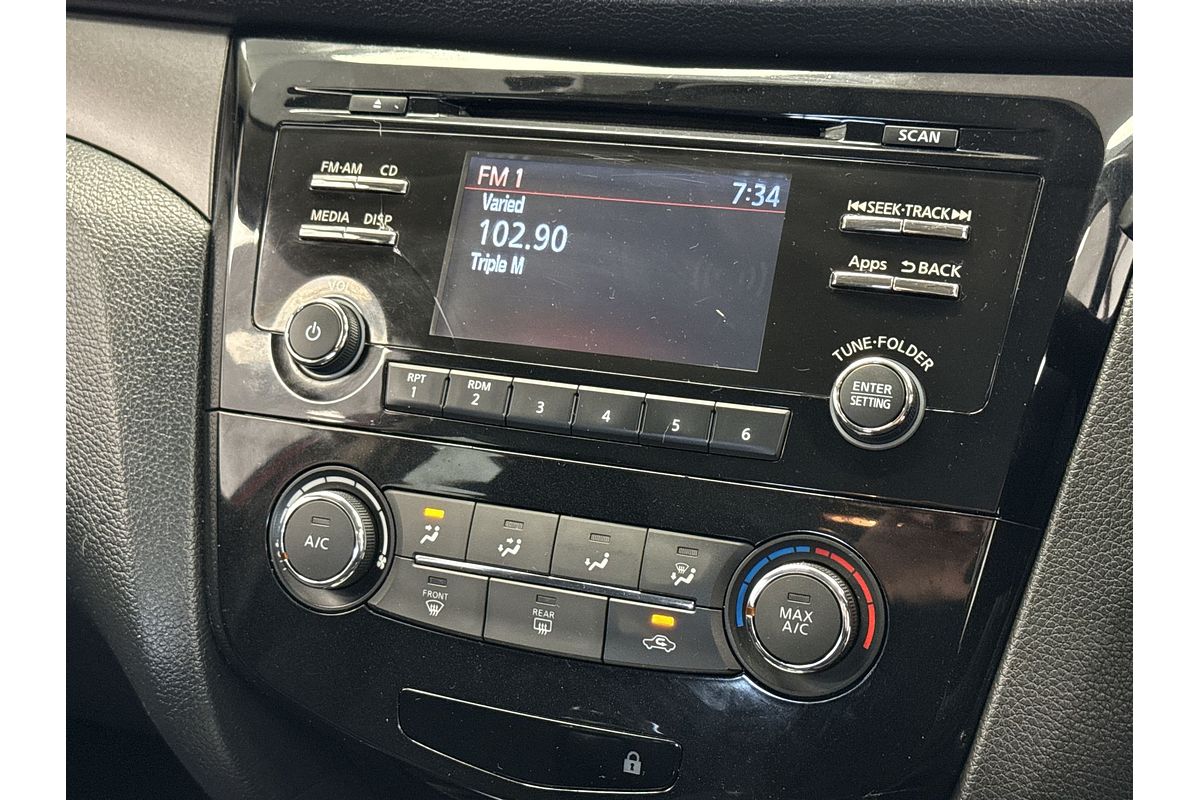 SCAN
FM·AM CD
MEDIA DISP
FM 1 7:34
Varied
102.90
Triple M
SEEK·TRACK
Apps BACK
VOL
TUNE·FOLDER
ENTER
SETTING
RPT
1
RDM
2
3
4
5
6
A/C
FRONT
REAR
MAX
A/C